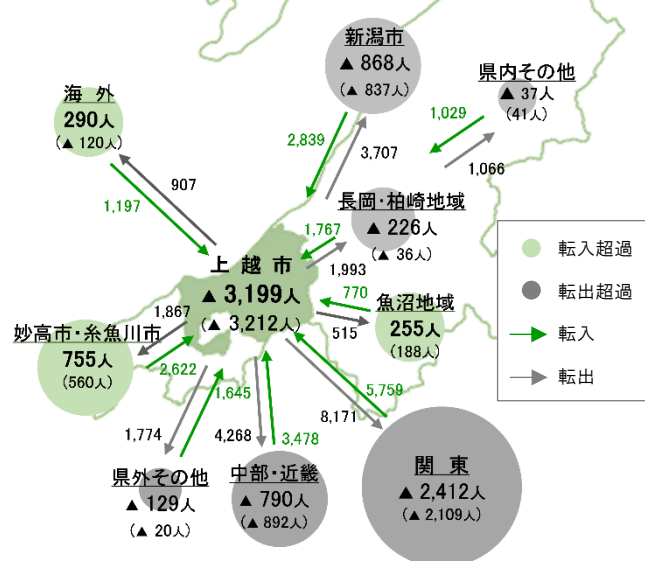 新潟市
▲ 868人
(▲ 837人)
県内その他
▲ 37人
(41人)
海 外
290人
(▲ 120人)
2,839
3,707
1,029
1,066
907
1,197
長岡・柏崎地域
▲ 226人
(▲ 36人)
1,767
1,993
上 越 市
▲ 3,199人
(▲ 3,212人)
転入超過
転出超過
転入
転出
770
515
魚沼地域
255人
(188人)
1,867
2,622
妙高市・糸魚川市
755人
(560人)
1,645
1,774
4,268
3,478
5,759
8,171
県外その他
▲ 129人
(▲ 20人)
中部・近畿
▲ 790人
(▲ 892人)
関 東
▲ 2,412人
(▲ 2,109人)